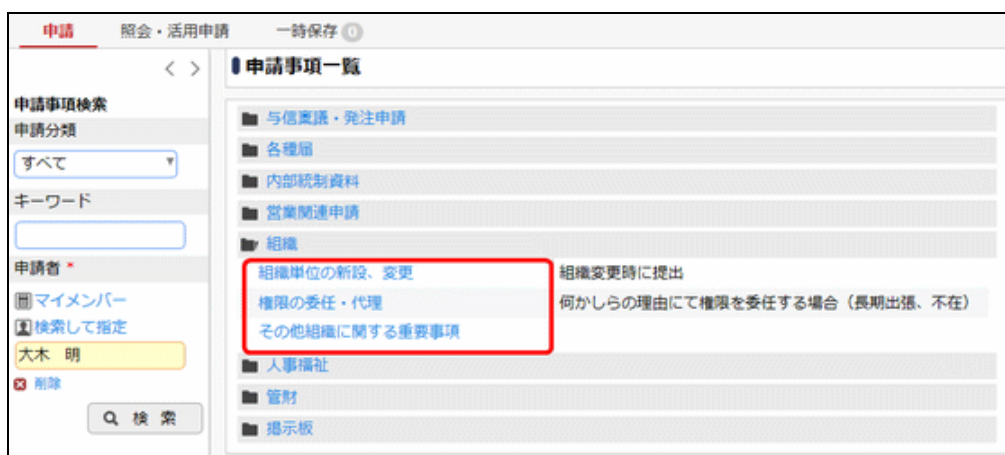 申請 照会・活用申請 一時保存 0
申請事項一覧
申請事項検索
申請分類
すべて
キーワード
申請者 *
マイメンバー
検索して指定
大木 明
削除
検 索
与信稟議・発注申請
各種届
内部統制資料
営業関連申請
組織
組織単位の新設、変更 組織変更時に提出
権限の委任・代理 何かしらの理由にて権限を委任する場合（長期出張、不在）
その他組織に関する重要事項
人事福祉
管財
掲示板